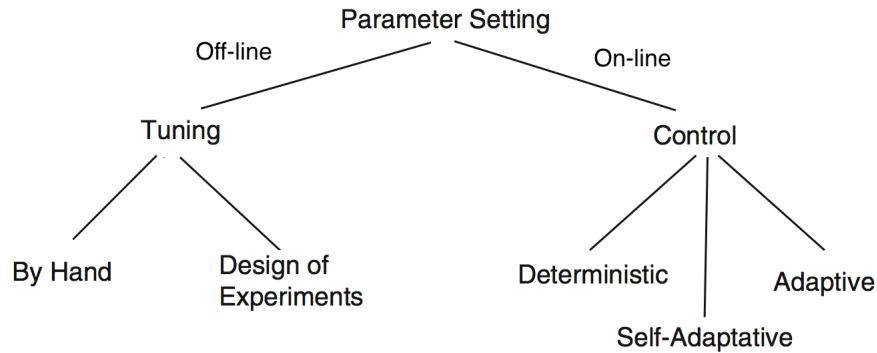 Parameter Setting
Off-line
On-line
Tuning
Control
By Hand
Design of
Experiments
Deterministic
Adaptive
Self-Adaptative